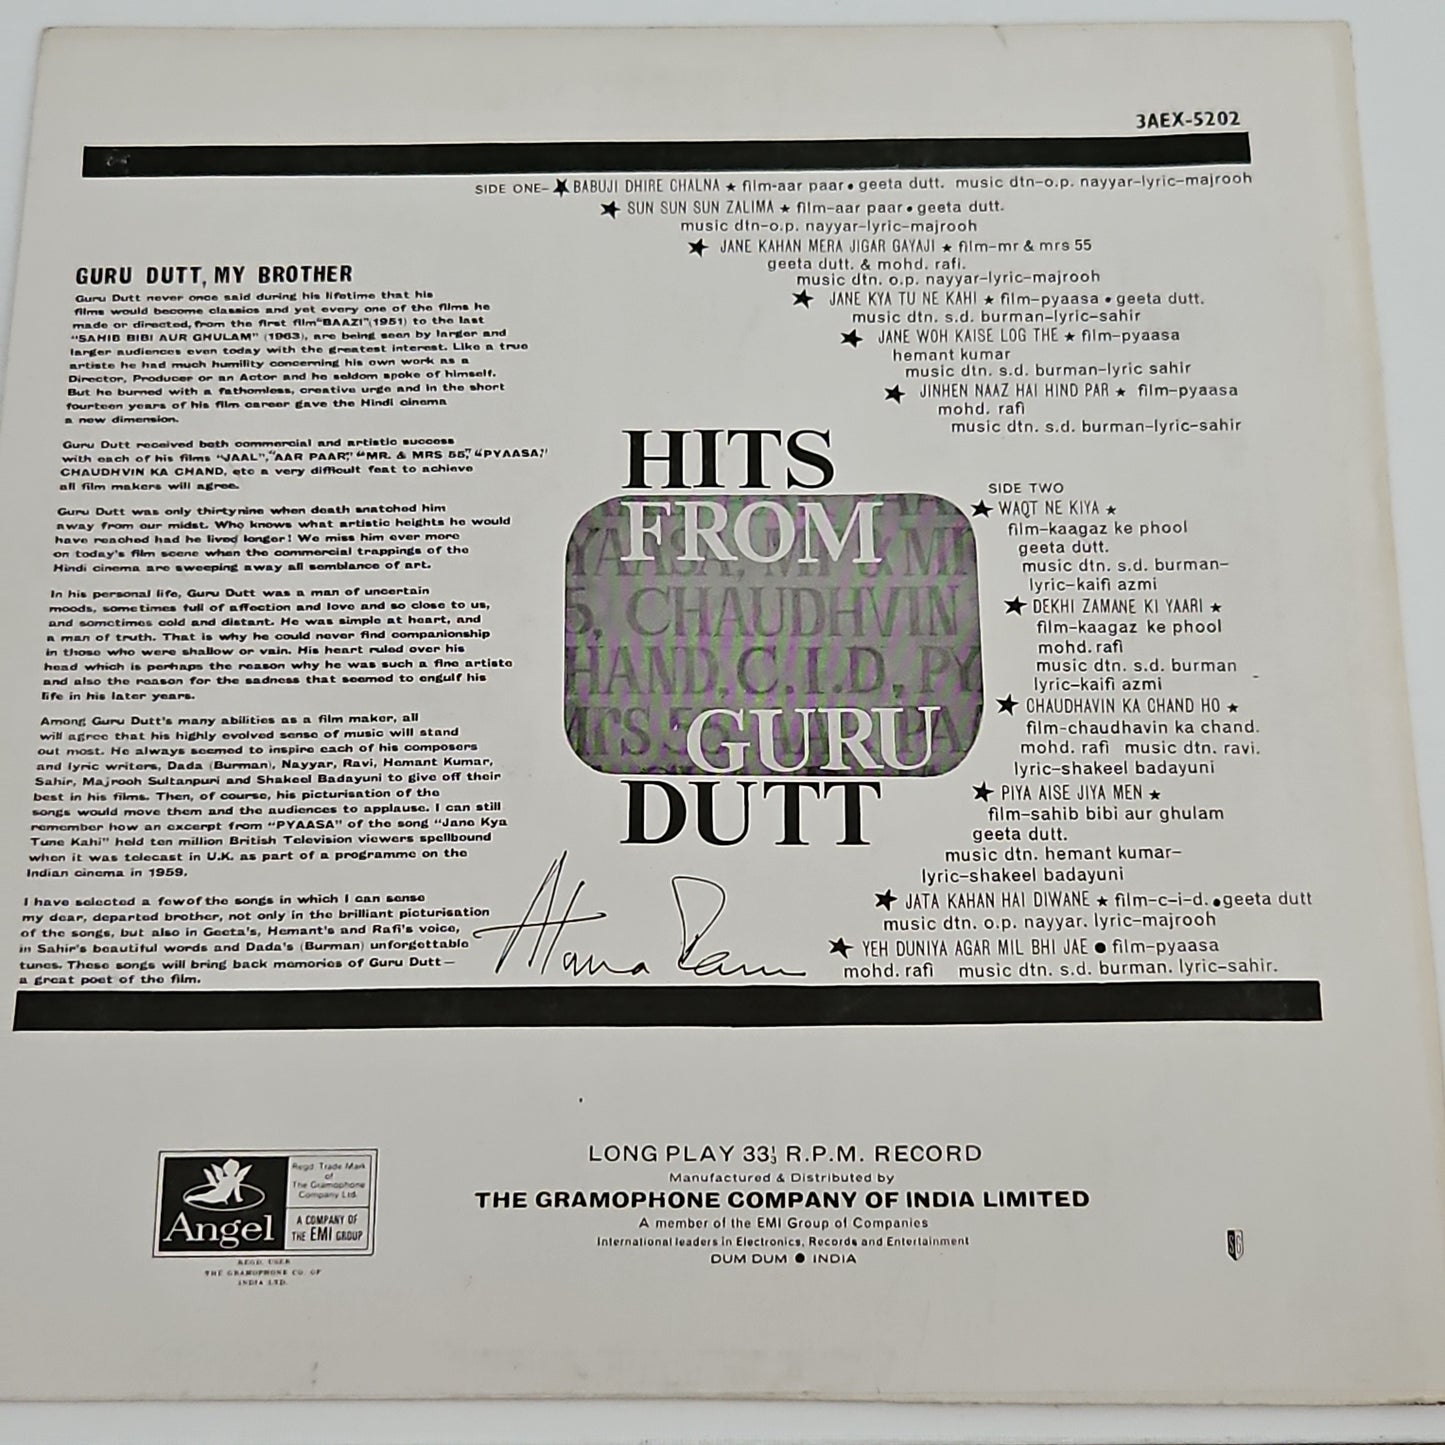 3AEX-5202
SIDE ONE- BABUJI DHIRE CHALNA ★ film-aar paar • geeta dutt. music dtn-o.p. nayyar-lyric-majrooh
★ SUN SUN SUN ZALIMA ★ film-aar paar • geeta dutt.
music dtn-o.p. nayyar-lyric-majrooh
★ JANE KAHAN MERA JIGAR GAYAJI ★ film-mr & mrs 55
geeta dutt. & mohd. rafi.
music dtn. o.p. nayyar-lyric-majrooh
★ JANE KYA TU NE KAHI ★ film-pyaasa • geeta dutt.
music dtn. s.d. burman-lyric-sahir
★ JANE WOH KAISE LOG THE ★ film-pyaasa
hemant kumar
music dtn. s.d. burman-lyric sahir
★ JINHEN NAAZ HAI HIND PAR ★ film-pyaasa
mohd. rafi
music dtn. s.d. burman-lyric-sahir
GURU DUTT, MY BROTHER
Guru Dutt never once said during his lifetime that his
films would become classics and yet every one of the films he
made or directed, from the first film "BAAZI" (1951) to the last
"SAHIB BIBI AUR GHULAM" (1963), are being seen by larger and
larger audiences even today with the greatest interest. Like a true
artiste he had much humility concerning his own work as a
Director, Producer or an Actor and he seldom spoke of himself.
But he burned with a fathomless, creative urge and in the short
fourteen years of his film career gave the Hindi cinema
a new dimension.
Guru Dutt received both commercial and artistic success
with each of his films "JAAL", "AAR PAAR," "MR. & MRS 55," "PYAASA,"
CHAUDHVIN KA CHAND, etc a very difficult feat to achieve
all film makers will agree.
Guru Dutt was only thirtynine when death snatched him
away from our midst. Who knows what artistic heights he would
have reached had he lived longer! We miss him ever more
on today's film scene when the commercial trappings of the
Hindi cinema are sweeping away all semblance of art.
In his personal life, Guru Dutt was a man of uncertain
moods, sometimes full of affection and love and so close to us,
and sometimes cold and distant. He was simple at heart, and
a man of truth. That is why he could never find companionship
in those who were shallow or vain. His heart ruled over his
head which is perhaps the reason why he was such a fine artiste
and also the reason for the sadness that seemed to engulf his
life in his later years.
Among Guru Dutt's many abilities as a film maker, all
will agree that his highly evolved sense of music will stand
out most. He always seemed to inspire each of his composers
and lyric writers, Dada (Burman), Nayyar, Ravi, Hemant Kumar,
Sahir, Majrooh Sultanpuri and Shakeel Badayuni to give off their
best in his films. Then, of course, his picturisation of the
songs would move them and the audiences to applause. I can still
remember how an excerpt from "PYAASA" of the song "Jane Kya
Tune Kahi" held ten million British Television viewers spellbound
when it was telecast in U.K. as part of a programme on the
Indian cinema in 1959.
I have selected a few of the songs in which I can sense
my dear, departed brother, not only in the brilliant picturisation
of the songs, but also in Geeta's, Hemant's and Rafi's voice,
in Sahir's beautiful words and Dada's (Burman) unforgettable
tunes. These songs will bring back memories of Guru Dutt—
a great poet of the film.
HITS
FROM
GURU
DUTT
YAASA, MR & MR
5, CHAUDHVIN
HAND, C.I.D, PY
MRS. 55
SIDE TWO
★ WAQT NE KIYA ★
film-kaagaz ke phool
geeta dutt.
music dtn. s.d. burman-
lyric-kaifi azmi
★ DEKHI ZAMANE KI YAARI ★
film-kaagaz ke phool
mohd. rafi
music dtn. s.d. burman
lyric-kaifi azmi
★ CHAUDHAVIN KA CHAND HO ★
film-chaudhavin ka chand.
mohd. rafi music dtn. ravi.
lyric-shakeel badayuni
★ PIYA AISE JIYA MEN ★
film-sahib bibi aur ghulam
geeta dutt.
music dtn. hemant kumar-
lyric-shakeel badayuni
★ JATA KAHAN HAI DIWANE ★ film-c-i-d. • geeta dutt
music dtn. o.p. nayyar. lyric-majrooh
★ YEH DUNIYA AGAR MIL BHI JAE ● film-pyaasa
mohd. rafi music dtn. s.d. burman. lyric-sahir.
Angel
Regd. Trade Mark
of
The Gramophone
Company Ltd.
A COMPANY OF
THE EMI GROUP
REGD. USER
THE GRAMOPHONE CO. OF
INDIA LTD.
LONG PLAY 33⅓ R.P.M. RECORD
Manufactured & Distributed by
THE GRAMOPHONE COMPANY OF INDIA LIMITED
A member of the EMI Group of Companies
International leaders in Electronics, Records and Entertainment
DUM DUM ● INDIA
SG